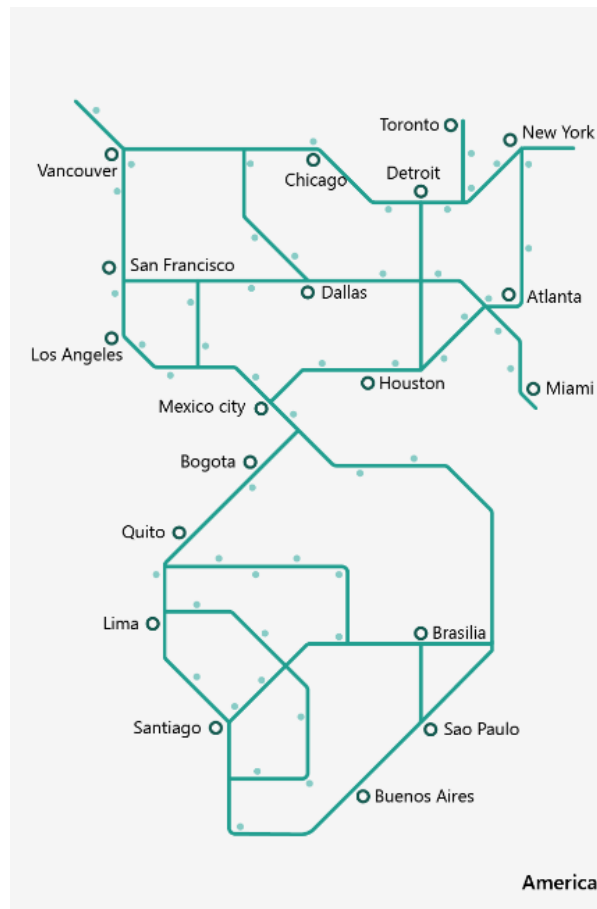 Toronto
New York
Vancouver
Chicago
Detroit
San Francisco
Dallas
Atlanta
Los Angeles
Houston
Miami
Mexico city
Bogota
Quito
Lima
Brasilia
Santiago
Sao Paulo
Buenos Aires
America